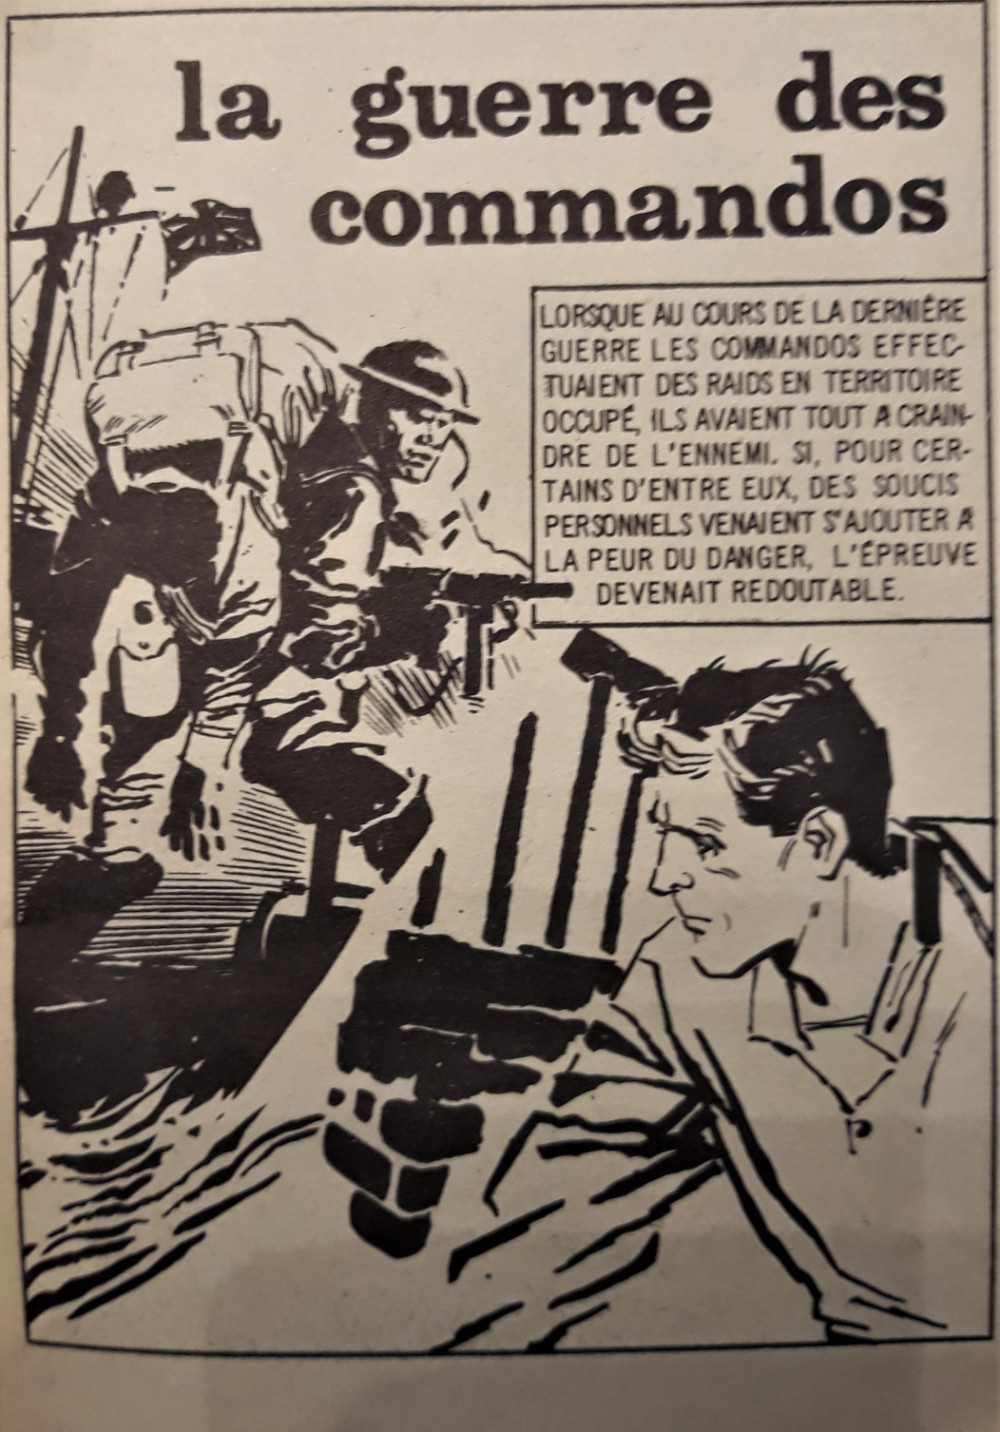 la guerre des
commandos
LORSQUE AU COURS DE LA DERNIÈRE
GUERRE LES COMMANDOS EFFEC-
TUAIENT DES RAIDS EN TERRITOIRE
OCCUPÉ, ILS AVAIENT TOUT A CRAIN-
DRE DE L'ENNEMI. SI, POUR CER-
TAINS D'ENTRE EUX, DES SOUCIS
PERSONNELS VENAIENT S'AJOUTER A
LA PEUR DU DANGER, L'ÉPREUVE
DEVENAIT REDOUTABLE.